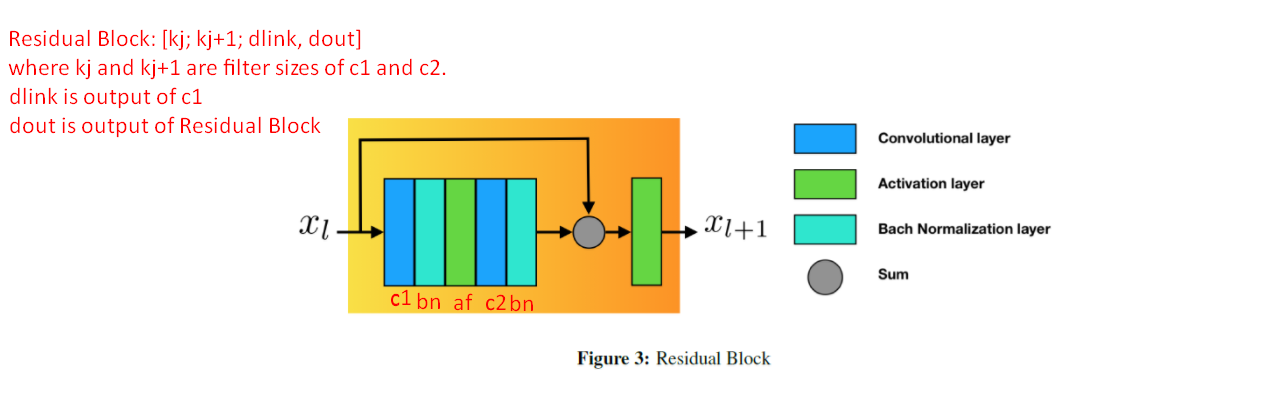 Residual Block: [kj; kj+1; dlink, dout]
where kj and kj+1 are filter sizes of c1 and c2.
dlink is output of c1
dout is output of Residual Block
x_l
x_{l+1}
c1 bn af c2 bn
Convolutional layer
Activation layer
Bach Normalization layer
Sum
Figure 3: Residual Block